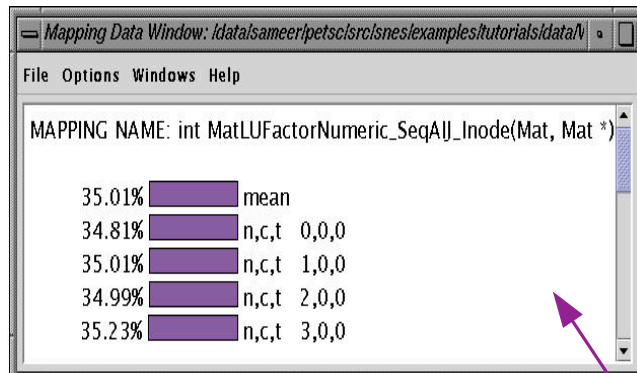 Mapping Data Window: /data/sameer/petsc/src/snes/examples/tutorials/data/
File Options Windows Help
MAPPING NAME: int MatLUFactorNumeric_SeqAIJ_Inode(Mat, Mat *)
35.01% mean
34.81% n,c,t 0,0,0
35.01% n,c,t 1,0,0
34.99% n,c,t 2,0,0
35.23% n,c,t 3,0,0